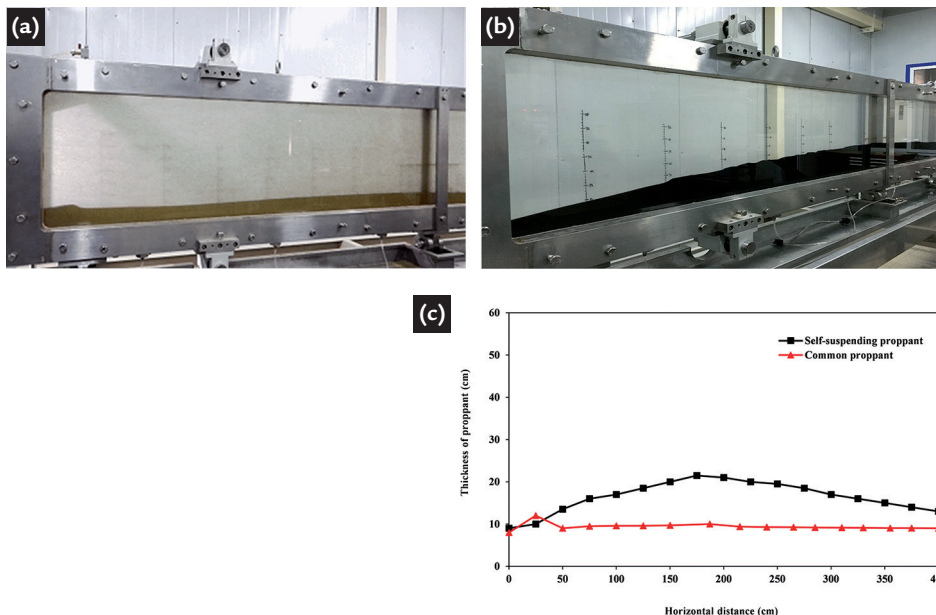 (a)
(b)
(c)
60
50
40
30
20
10
0
Thickness of proppant (cm)
Self-suspending proppant
Common proppant
0 50 100 150 200 250 300 350 4
Horizontal distance (cm)